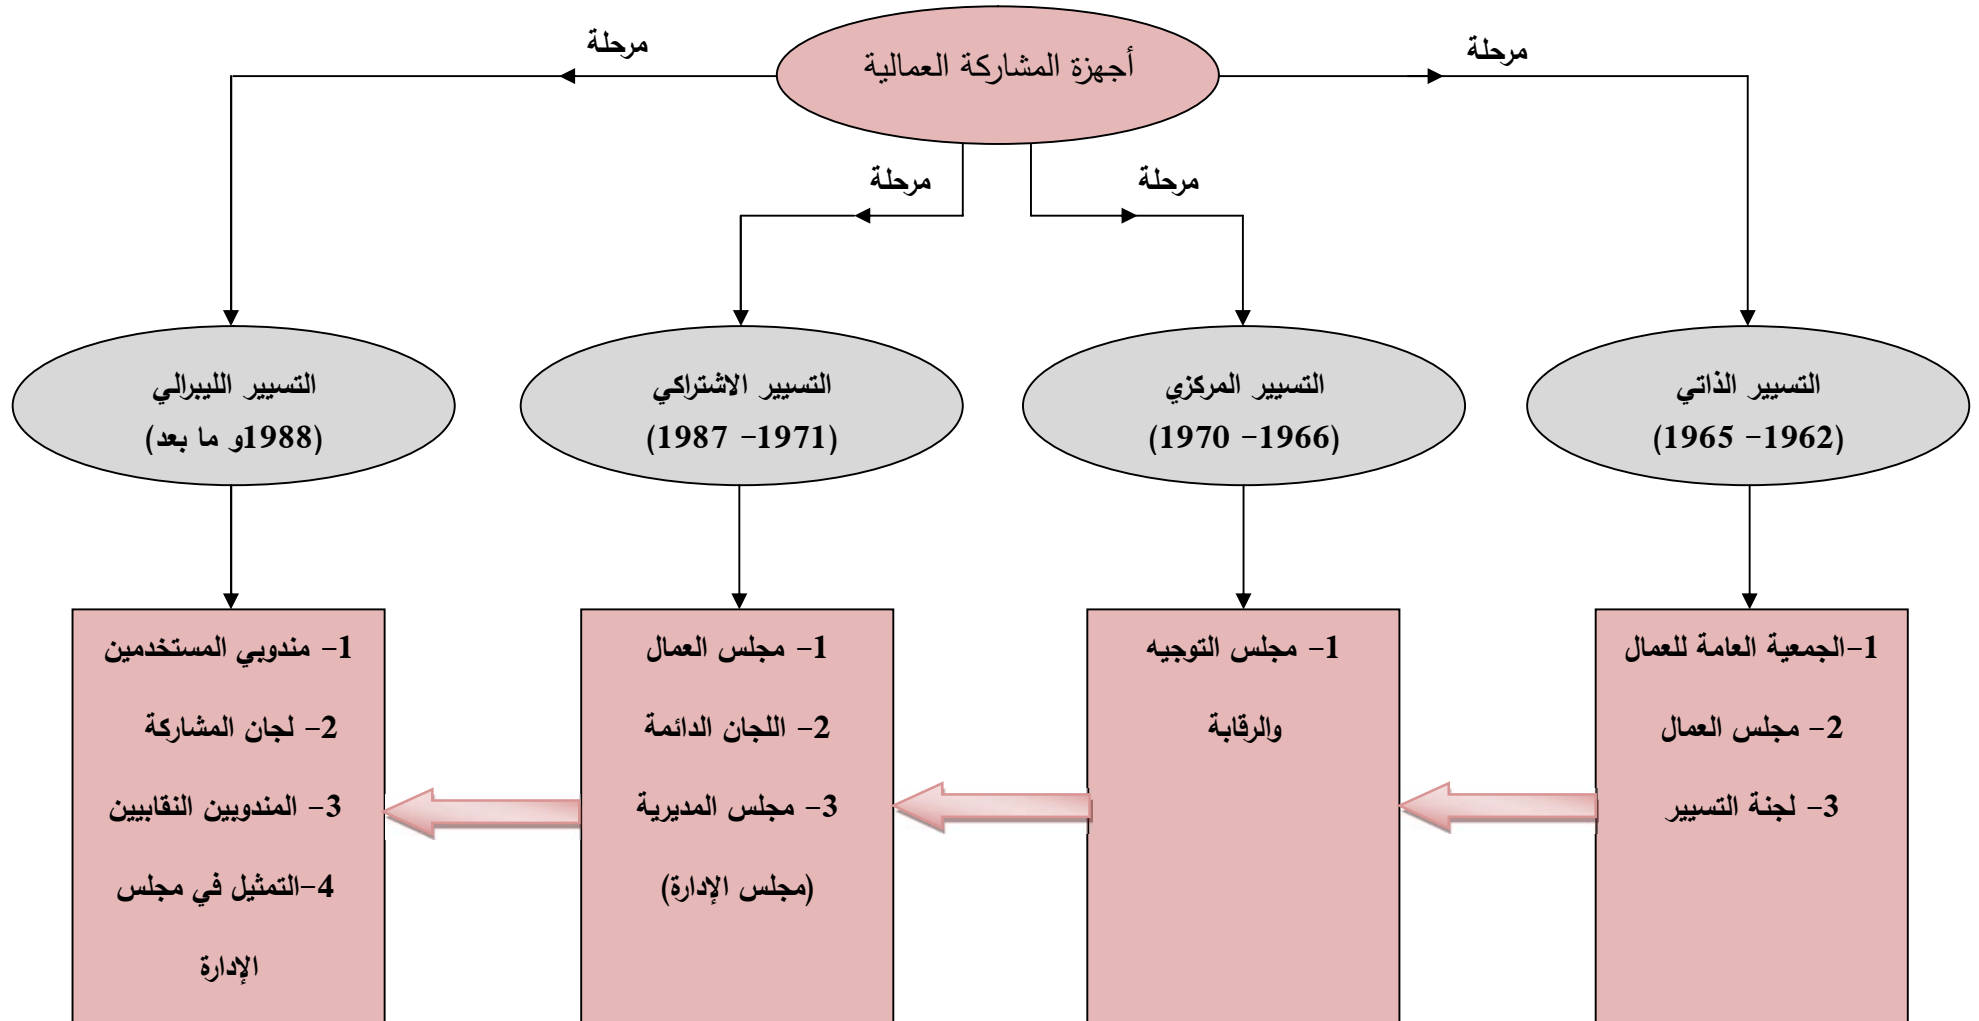 أجهزة المشاركة العمالية
مرحلة
مرحلة
مرحلة
مرحلة
التسيير الذاتي
(1962 –1965)
التسيير المركزي
(1966– 1970)
التسيير الاشتراكي
(1971– 1987)
التسيير الليبرالي
(1988و ما بعد)
1–الجمعية العامة للعمال
2– مجلس العمال
3– لجنة التسيير
1– مجلس التوجيه
والرقابة
1– مجلس العمال
2– اللجان الدائمة
3– مجلس المديرية
(مجلس الإدارة)
1– مندوبي المستخدمين
2– لجان المشاركة
3– المندوبين النقابيين
4–التمثيل في مجلس
الإدارة